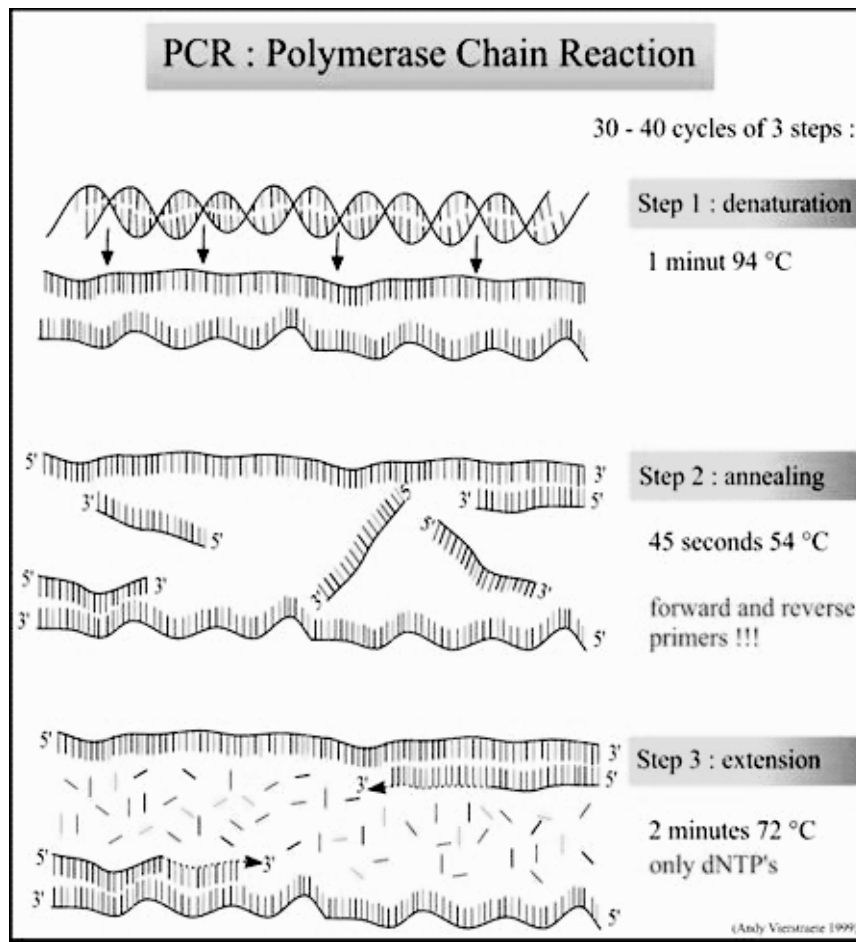 PCR : Polymerase Chain Reaction
30 - 40 cycles of 3 steps :
Step 1 : denaturation
1 minut 94 °C
5'
3'
Step 2 : annealing
3'
5'
5'
3'
5'
5'
45 seconds 54 °C
5'
3'
3'
3'
forward and reverse
primers !!!
3'
5'
5'
3'
Step 3 : extension
3'
5'
2 minutes 72 °C
5'
3'
only dNTP's
3'
5'
(Andy Vierstraete 1999)